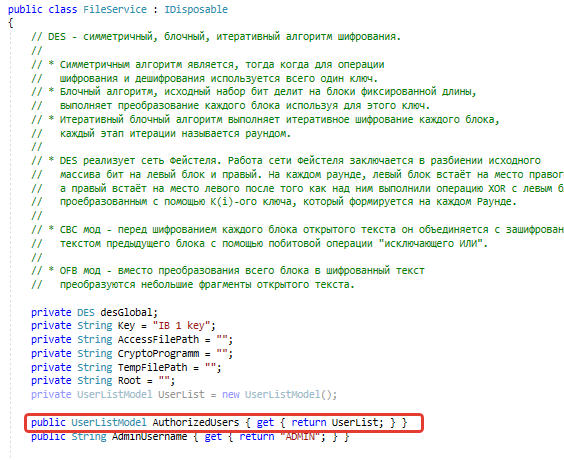 public class FileService : IDisposable
{
// DES - симметричный, блочный, итеративный алгоритм шифрования.
//
// * Симметричным алгоритм является, тогда когда для операции
// шифрования и дешифрования используется всего один ключ.
// * Блочный алгоритм, исходный набор бит делит на блоки фиксированной длины,
// выполняет преобразование каждого блока используя для этого ключ.
// * Итеративный блочный алгоритм выполняет итеративное шифрование каждого блока,
// каждый этап итерации называется раундом.
//
// * DES реализует сеть Фейстеля. Работа сети Фейстеля заключается в разбиении исходного
// массива бит на левый блок и правый. На каждом раунде, левый блок встаёт на место правог
// а правый встаёт на место левого после того как над ним выполнили операцию XOR с левым б
// проебразованным с помощью K(i)-ого ключа, который формируется на каждом Раунде.
//
// * CBC мод - перед шифрованием каждого блока открытого текста он объединяется с зашифрован
// текстом предыдущего блока с помощью побитовой операции "исключающего ИЛИ".
//
// * OFB мод - вместо преобразования всего блока в шифрованный текст
// преобразуются небольшие фрагменты открытого текста.
private DES desGlobal;
private String Key = "IB 1 key";
private String AccessFilePath = "";
private String CryptoProgramm = "";
private String TempFilePath = "";
private String Root = "";
private UserListModel UserList = new UserListModel();
public UserListModel AuthorizedUsers { get { return UserList; } }
public String AdminUsername { get { return "ADMIN"; } }